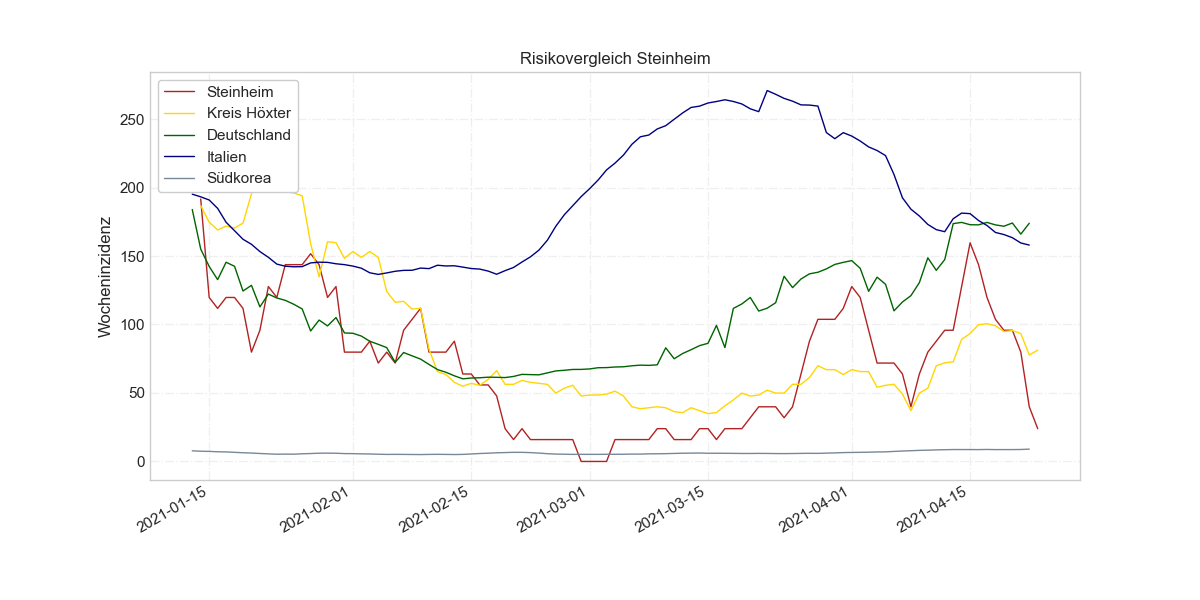 Risikovergleich Steinheim
Steinheim
Kreis Höxter
Deutschland
Italien
Südkorea
Wocheninzidenz
250
200
150
100
50
0
2021-01-15
2021-02-01
2021-02-15
2021-03-01
2021-03-15
2021-04-01
2021-04-15